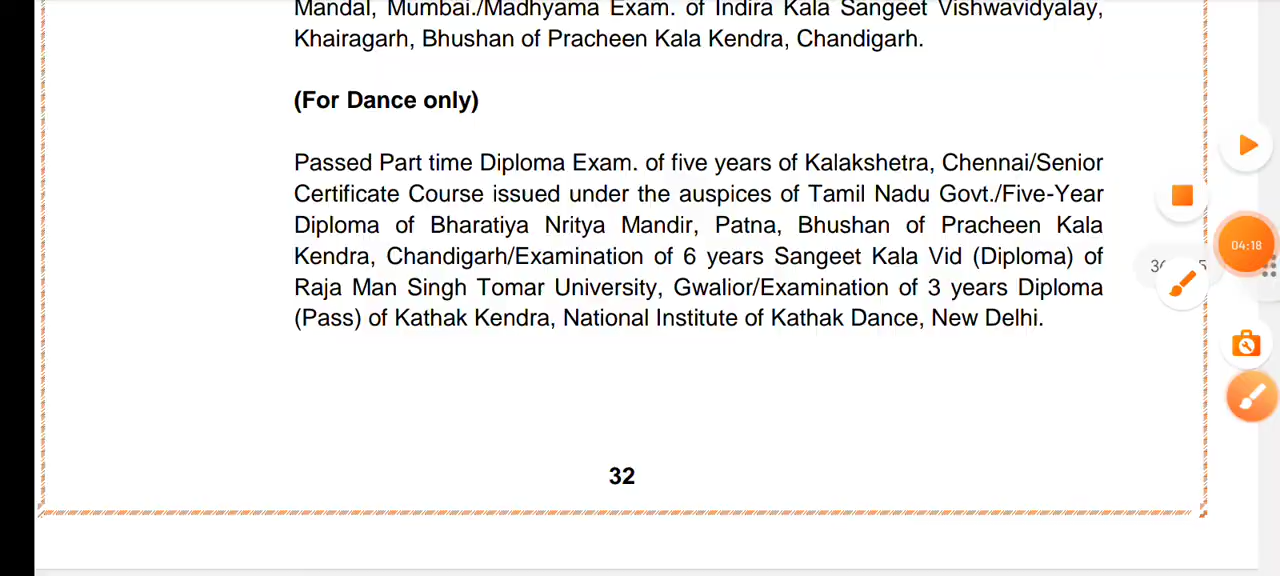 Mandal, Mumbai./Madhyama Exam. of Indira Kala Sangeet Vishwavidyalay,
Khairagarh, Bhushan of Pracheen Kala Kendra, Chandigarh.
(For Dance only)
Passed Part time Diploma Exam. of five years of Kalakshetra, Chennai/Senior
Certificate Course issued under the auspices of Tamil Nadu Govt./Five-Year
Diploma of Bharatiya Nritya Mandir, Patna, Bhushan of Pracheen Kala
Kendra, Chandigarh/Examination of 6 years Sangeet Kala Vid (Diploma) of
Raja Man Singh Tomar University, Gwalior/Examination of 3 years Diploma
(Pass) of Kathak Kendra, National Institute of Kathak Dance, New Delhi.
04:18
32